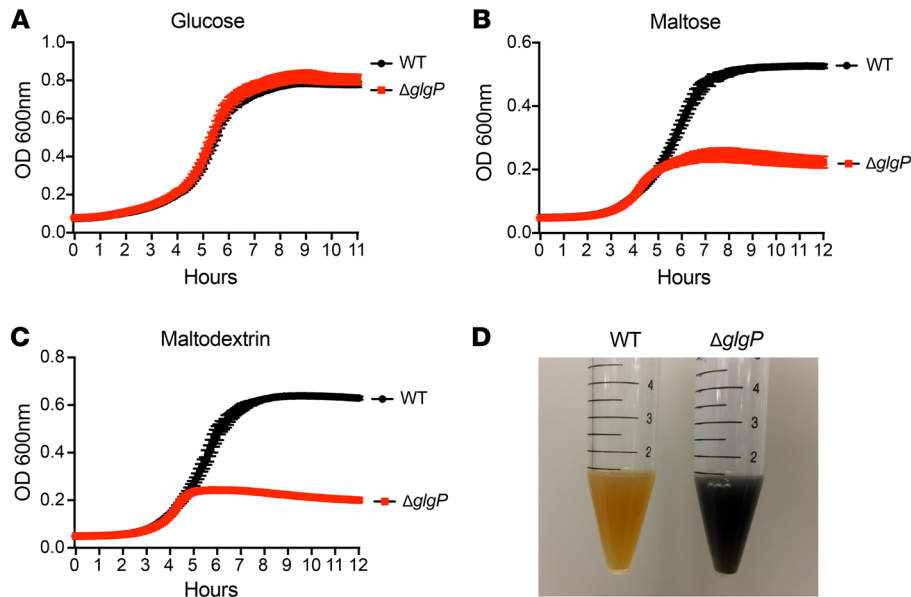 A
Glucose
OD 600nm
1.0
0.8
0.6
0.4
0.2
0.0
0 1 2 3 4 5 6 7 8 9 10 11
Hours
WT
ΔglgP
B
Maltose
OD 600nm
0.6
0.4
0.2
0.0
0 1 2 3 4 5 6 7 8 9 10 11 12
Hours
WT
ΔglgP
C
Maltodextrin
OD 600nm
0.8
0.6
0.4
0.2
0.0
0 1 2 3 4 5 6 7 8 9 10 11 12
Hours
WT
ΔglgP
D
WT ΔglgP
4
3
2
4
3
2